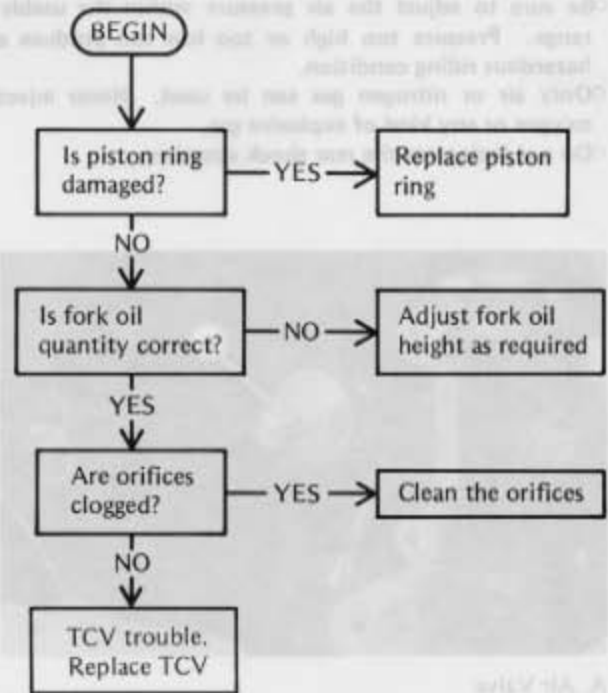 BEGIN
Is piston ring
damaged?
YES
Replace piston
ring
NO
Is fork oil
quantity correct?
NO
Adjust fork oil
height as required
YES
Are orifices
clogged?
YES
Clean the orifices
NO
TCV trouble.
Replace TCV